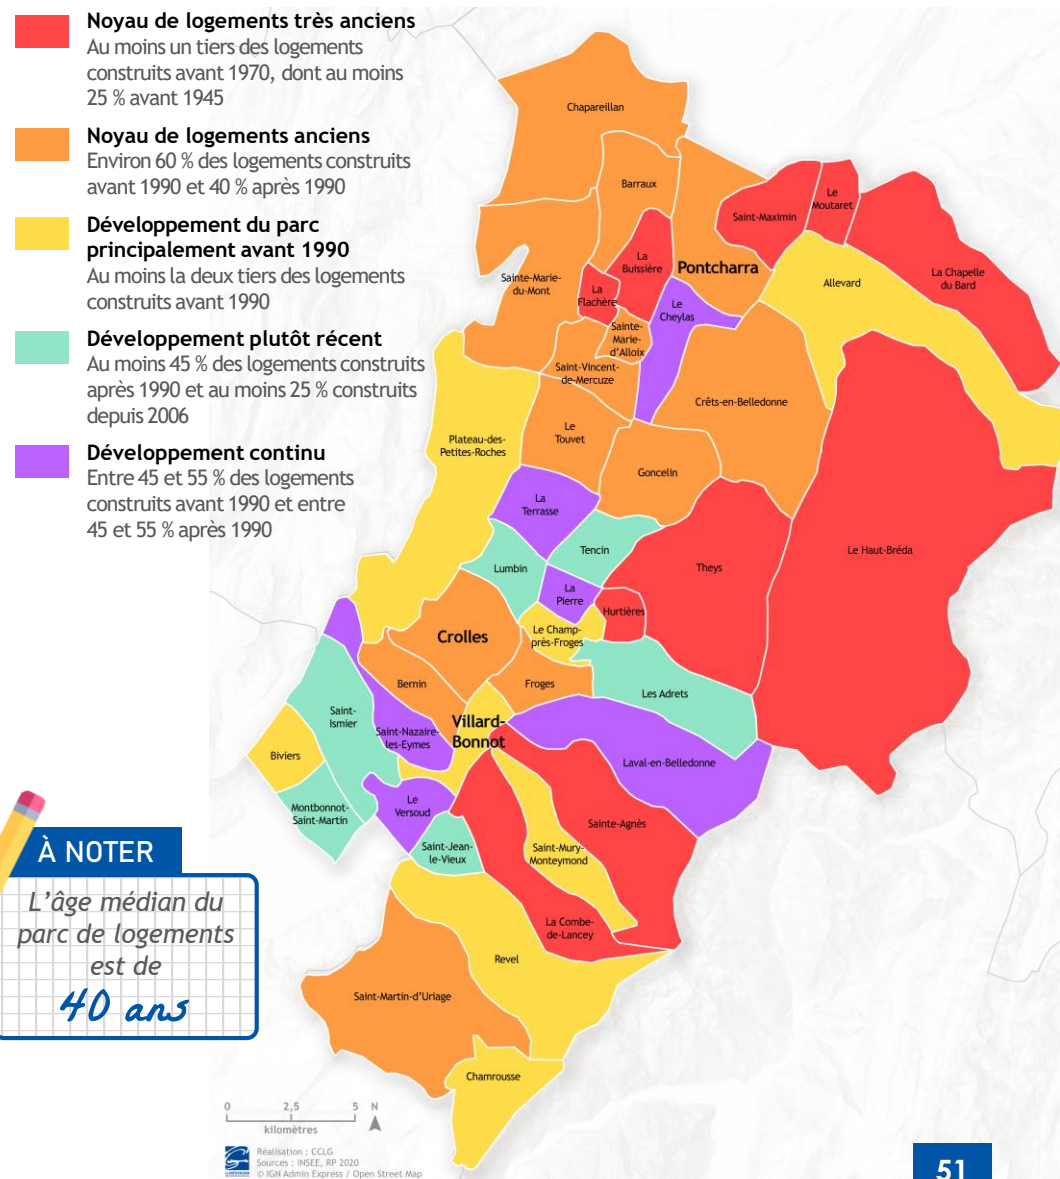 Noyau de logements très anciens
Au moins un tiers des logements
construits avant 1970, dont au moins
25 % avant 1945
Noyau de logements anciens
Environ 60 % des logements construits
avant 1990 et 40 % après 1990
Développement du parc
principalement avant 1990
Au moins la deux tiers des logements
construits avant 1990
Développement plutôt récent
Au moins 45 % des logements construits
après 1990 et au moins 25 % construits
depuis 2006
Développement continu
Entre 45 et 55 % des logements
construits avant 1990 et entre
45 et 55 % après 1990
Chapareillan
Barraux
Saint-Maximin
Le
Moutaret
La Chapelle
du Bard
La
Buissière
Pontcharra
Allevard
Sainte-Marie-
du-Mont
La
Flachère
Le
Cheylas
Sainte-
Marie-
d'Alloix
Saint-Vincent-
de-Mercuze
Crêts-en-Belledonne
Le
Touvet
Plateau-des-
Petites-Roches
Goncelin
La
Terrasse
Tencin
Le Haut-Bréda
Lumbin
Theys
La
Pierre
Hurtières
Crolles
Le Champ-
près-Froges
Bernin
Froges
Les Adrets
Saint-
Ismier
Villard-
Bonnot
Saint-Nazaire-
les-Eymes
Biviers
Laval-en-Belledonne
Montbonnot-
Saint-Martin
Le
Versoud
Sainte-Agnès
Saint-Jean-
le-Vieux
Saint-Mury-
Monteymond
La Combe-
de-Lancey
Revel
Saint-Martin-d'Uriage
Chamrousse
À NOTER
L'âge médian du
parc de logements
est de
40 ans
0 2,5 5 N
kilomètres
Réalisation : CCLG
Sources : INSEE, RP 2020
© IGN Admin Express / Open Street Map
51